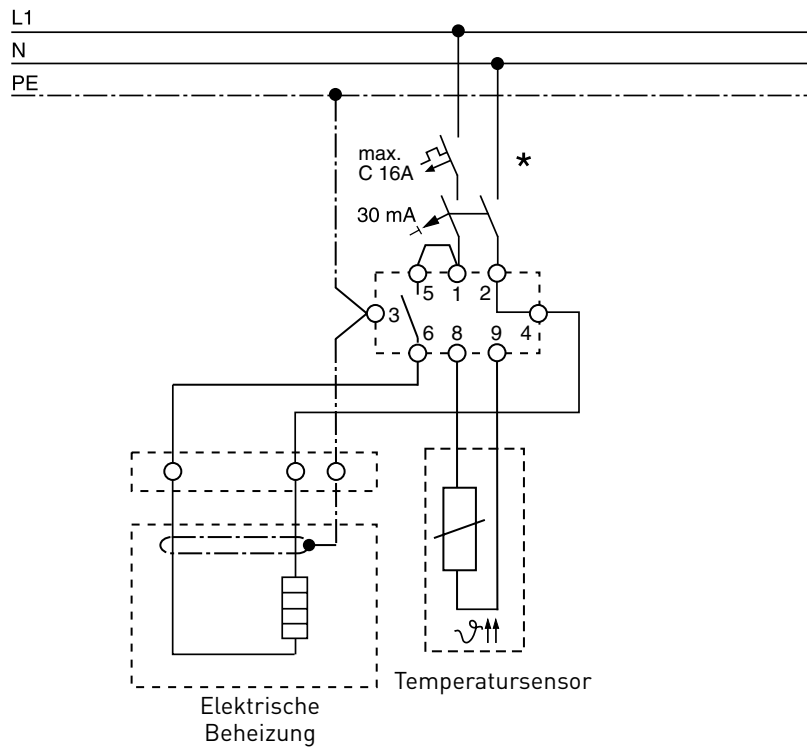 L1
N
PE
max.
C 16A
*
30 mA
5 1 2
3
6 8 9 4
ϑ
Temperatursensor
Elektrische
Beheizung